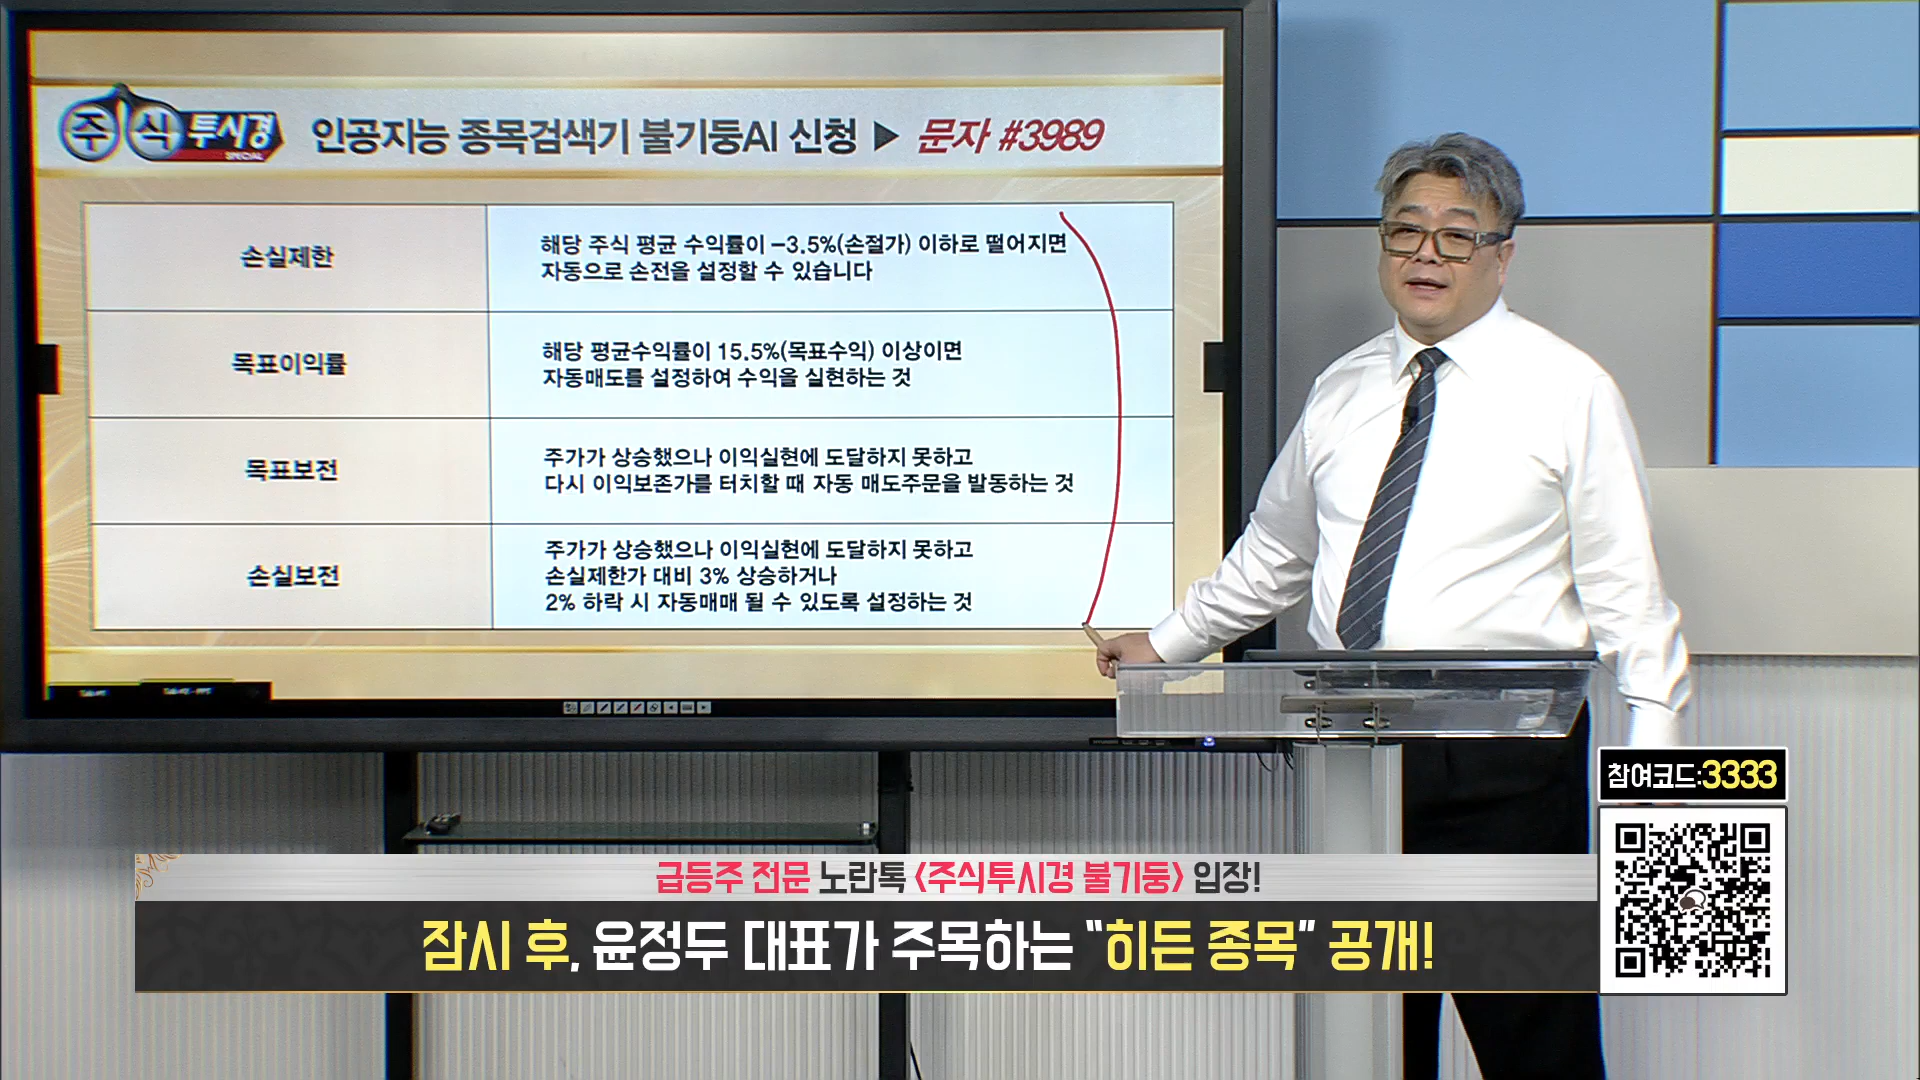 주식투시경
SPECIAL
인공지능 종목검색기 불기둥AI 신청 ▶ 문자 #3989
손실제한
해당 주식 평균 수익률이 -3.5%(손절가) 이하로 떨어지면
자동으로 손전을 설정할 수 있습니다
목표이익률
해당 평균수익률이 15.5%(목표수익) 이상이면
자동매도를 설정하여 수익을 실현하는 것
목표보전
주가가 상승했으나 이익실현에 도달하지 못하고
다시 이익보존가를 터치할 때 자동 매도주문을 발동하는 것
손실보전
주가가 상승했으나 이익실현에 도달하지 못하고
손실제한가 대비 3% 상승하거나
2% 하락 시 자동매매 될 수 있도록 설정하는 것
참여코드:3333
급등주 전문 노란톡 <주식투시경 불기둥> 입장!
잠시 후, 윤정두 대표가 주목하는 "히든 종목" 공개!